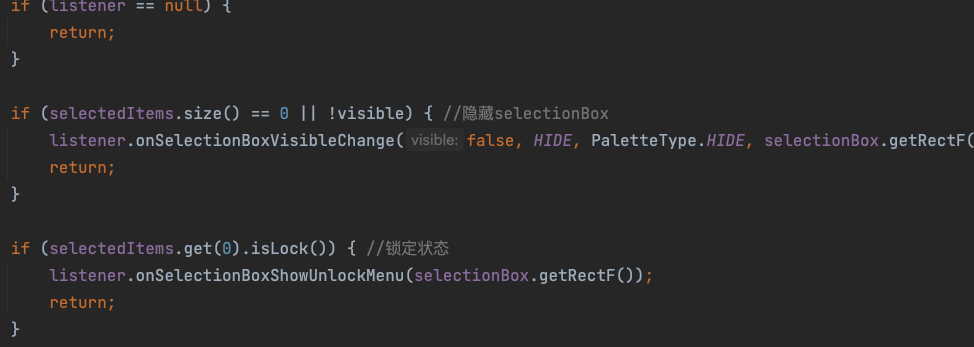 if (listener == null) {
return;
}
if (selectedItems.size() == 0 || !visible) { //隐藏selectionBox
listener.onSelectionBoxVisibleChange( visible: false, HIDE, PaletteType.HIDE, selectionBox.getRectF(
return;
}
if (selectedItems.get(0).isLock()) { //锁定状态
listener.onSelectionBoxShowUnlockMenu(selectionBox.getRectF());
return;
}